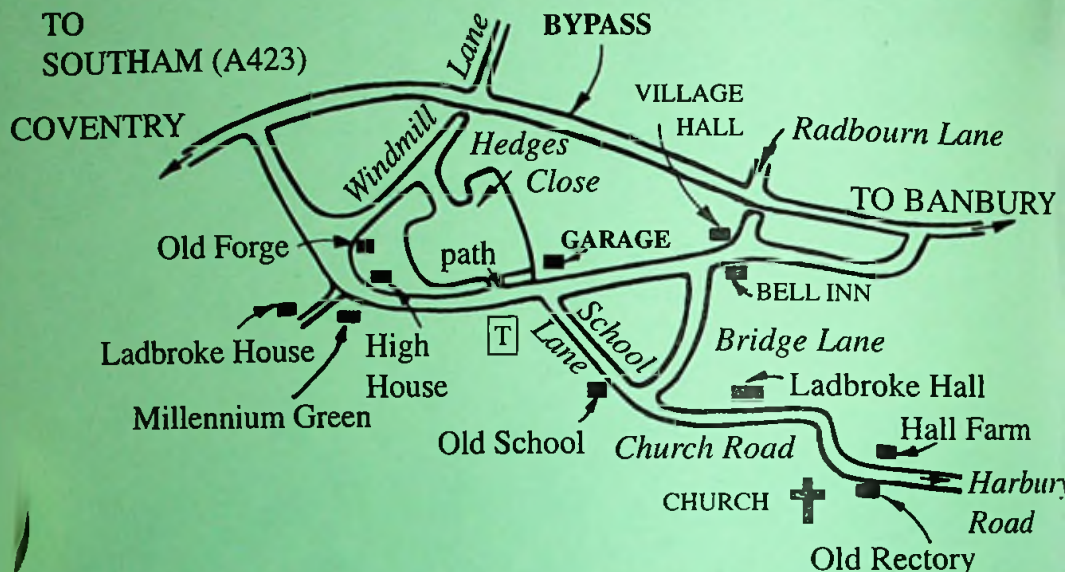 TO
SOUTHAM (A423)
COVENTRY
Lane
BYPASS
VILLAGE
HALL
Radbourn Lane
Windmill
Hedges
Close
TO BANBURY
Old Forge
path
GARAGE
BELL INN
T
School
Lane
Bridge Lane
Ladbroke House
High
House
Millennium Green
Ladbroke Hall
Old School
Church Road
Hall Farm
CHURCH
Harbury
Road
Old Rectory